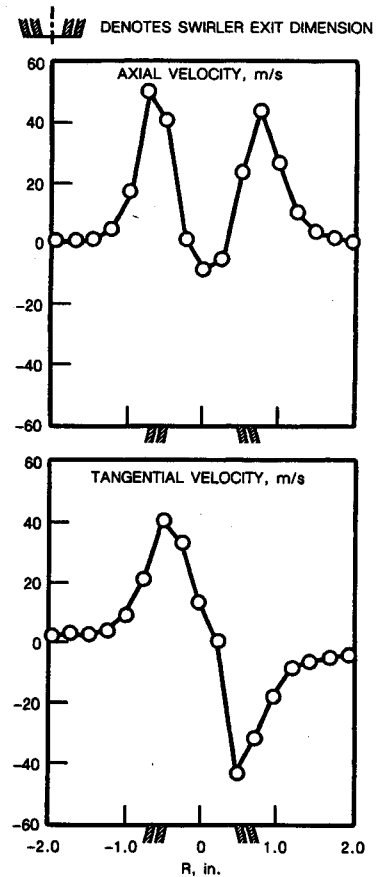 DENOTES SWIRLER EXIT DIMENSION
AXIAL VELOCITY, m/s
60
40
20
0
-20
-40
-60
TANGENTIAL VELOCITY, m/s
60
40
20
0
-20
-40
-60
-2.0 -1.0 0 1.0 2.0
R, in.